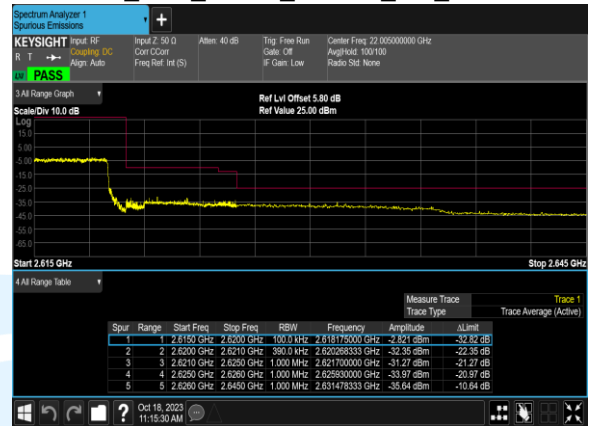 Spectrum Analyzer 1
Spurious Emissions
+
KEYSIGHT Input: RF Input Z: 50 Ω Atten: 40 dB Trig: Free Run Center Freq: 22.005000000 GHz
R T Coupling: DC Corr CCorr Gate: Off Avg|Hold: 100/100
Align: Auto Freq Ref: Int (S) IF Gain: Low Radio Std: None
PASS
3 All Range Graph
Ref Lvl Offset 5.80 dB
Scale/Div 10.0 dB Ref Value 25.00 dBm
Log
15.0
5.00
-5.00
-15.0
-25.0
-35.0
-45.0
-55.0
-65.0
Start 2.615 GHz Stop 2.645 GHz
4 All Range Table
Measure Trace Trace 1
Trace Type Trace Average (Active)
Spur Range Start Freq Stop Freq RBW Frequency Amplitude ΔLimit
1 1 2.6150 GHz 2.6200 GHz 100.0 kHz 2.618175000 GHz -2.821 dBm -32.82 dB
2 2 2.6200 GHz 2.6210 GHz 390.0 kHz 2.620268333 GHz -32.35 dBm -22.35 dB
3 3 2.6210 GHz 2.6250 GHz 1.000 MHz 2.621700000 GHz -31.27 dBm -21.27 dB
4 4 2.6250 GHz 2.6260 GHz 1.000 MHz 2.625930000 GHz -33.97 dBm -20.97 dB
5 5 2.6260 GHz 2.6450 GHz 1.000 MHz 2.631478333 GHz -35.64 dBm -10.64 dB
? Oct 18, 2023
11:15:30 AM